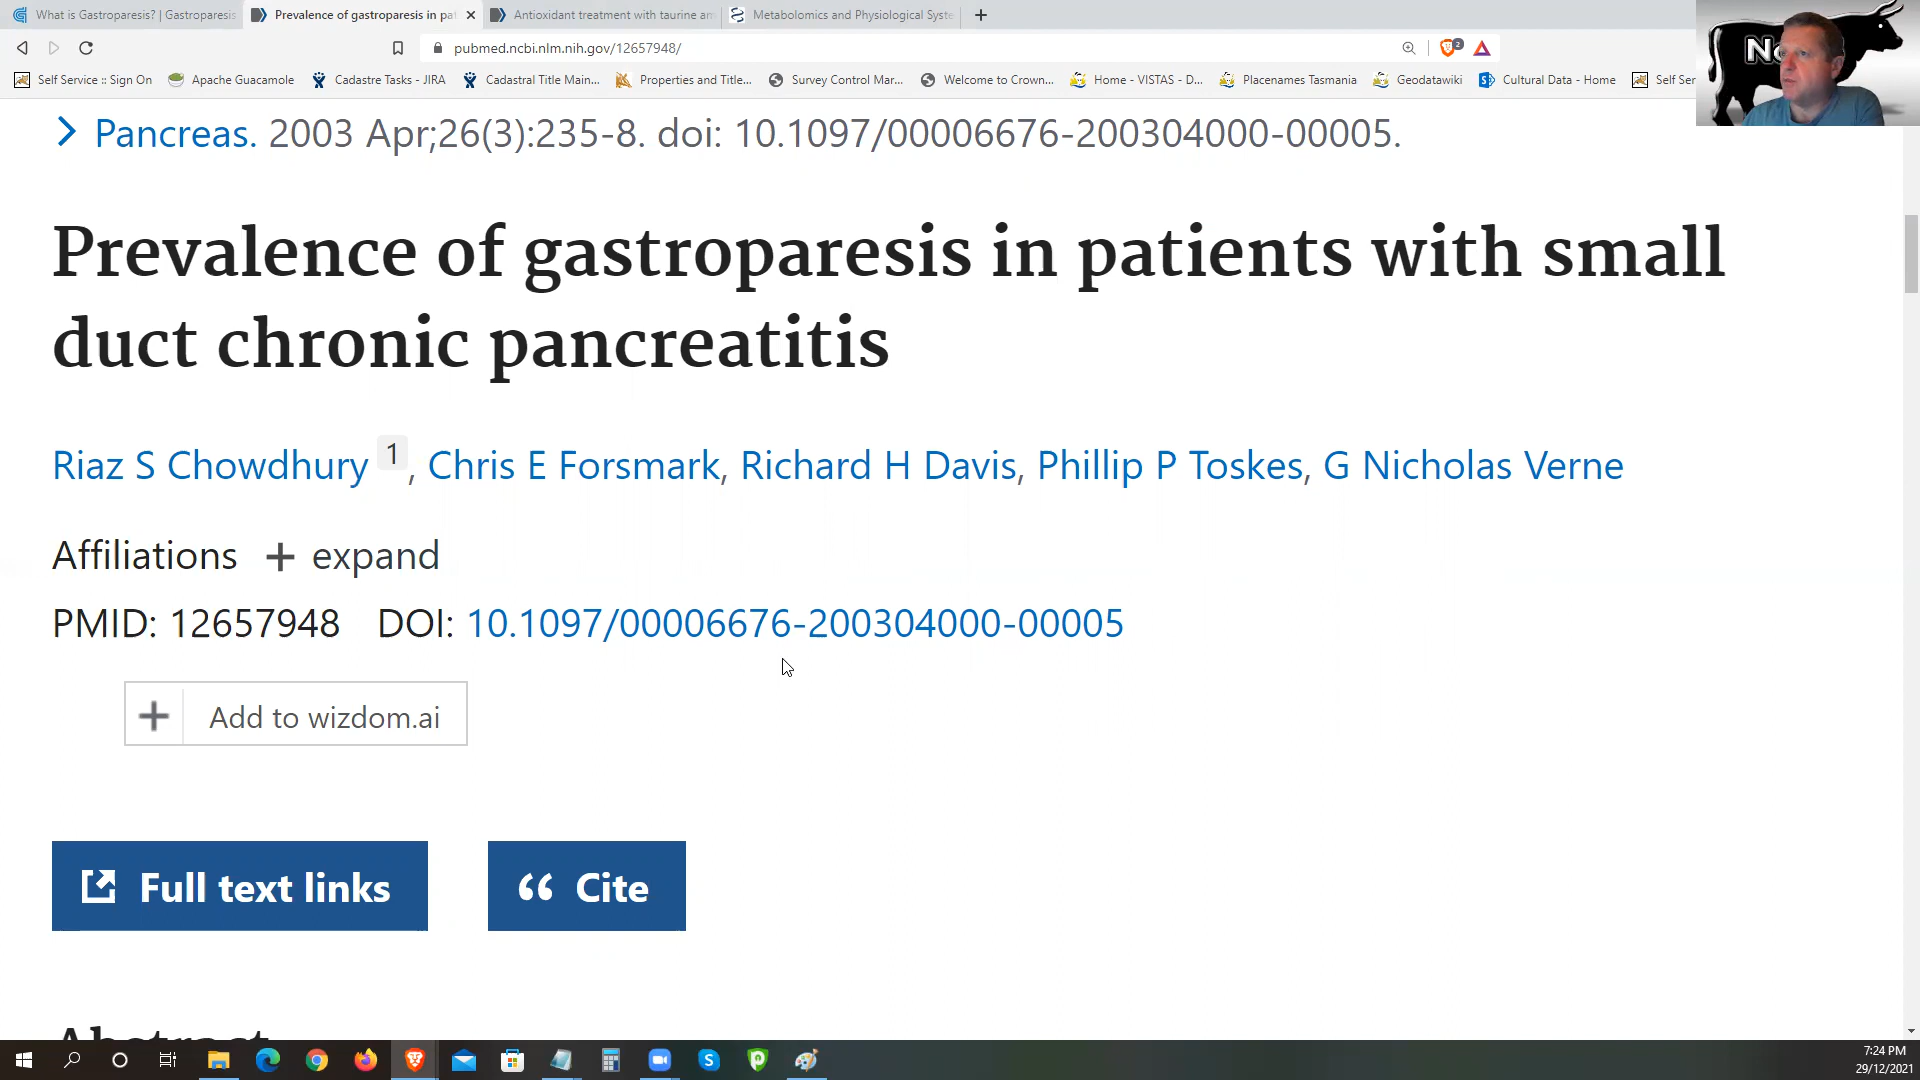 What is Gastroparesis? | Gastroparesis
Prevalence of gastroparesis in pat
Antioxidant treatment with taurine am
Metabolomics and Physiological Syste
pubmed.ncbi.nlm.nih.gov/12657948/
2
Self Service :: Sign On
Apache Guacamole
Cadastre Tasks - JIRA
Cadastral Title Main...
Properties and Title...
Survey Control Mar...
Welcome to Crown...
Home - VISTAS - D...
Placenames Tasmania
Geodatawiki
Cultural Data - Home
Self Ser
Pancreas. 2003 Apr;26(3):235-8. doi: 10.1097/00006676-200304000-00005.
Prevalence of gastroparesis in patients with small
duct chronic pancreatitis
Riaz S Chowdhury 1, Chris E Forsmark, Richard H Davis, Phillip P Toskes, G Nicholas Verne
Affiliations + expand
PMID: 12657948 DOI: 10.1097/00006676-200304000-00005
+ Add to wizdom.ai
Full text links
Cite
Abstract
7:24 PM
29/12/2021